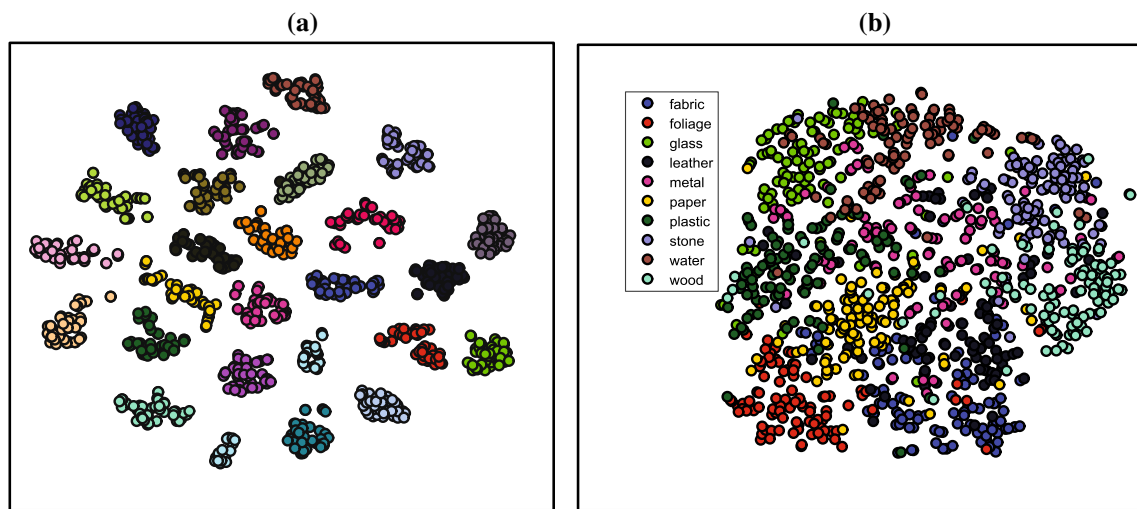 (a)
(b)
fabric
foliage
glass
leather
metal
paper
plastic
stone
water
wood